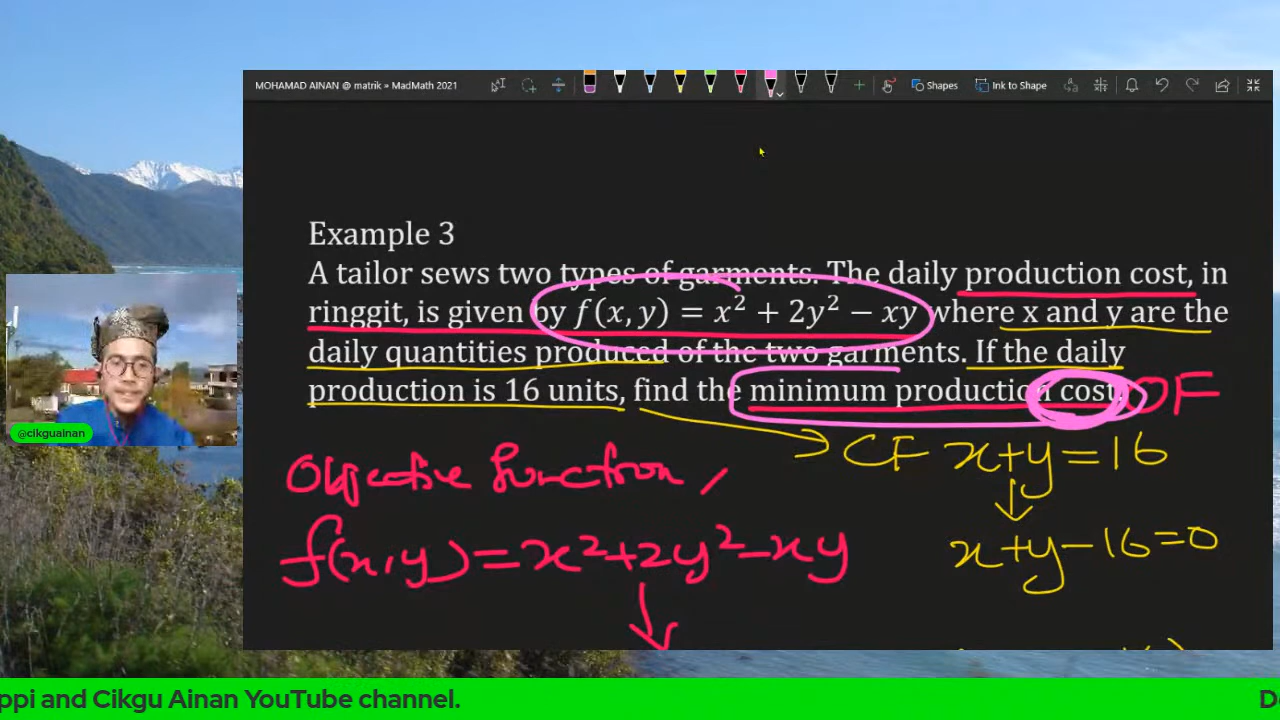 MOHAMAD AINAN @ matrik » MadMath 2021
Shapes
Ink to Shape
Example 3
A tailor sews two types of garments. The daily production cost, in
ringgit, is given by f(x, y) = x² + 2y² − xy where x and y are the
daily quantities produced of the two garments. If the daily
production is 16 units, find the minimum production cost.
OF
CF x+y=16
Objective function,
f(x,y)=x²+2y²-xy
x+y-16=0
@cikguainan
ppi and Cikgu Ainan YouTube channel.
D